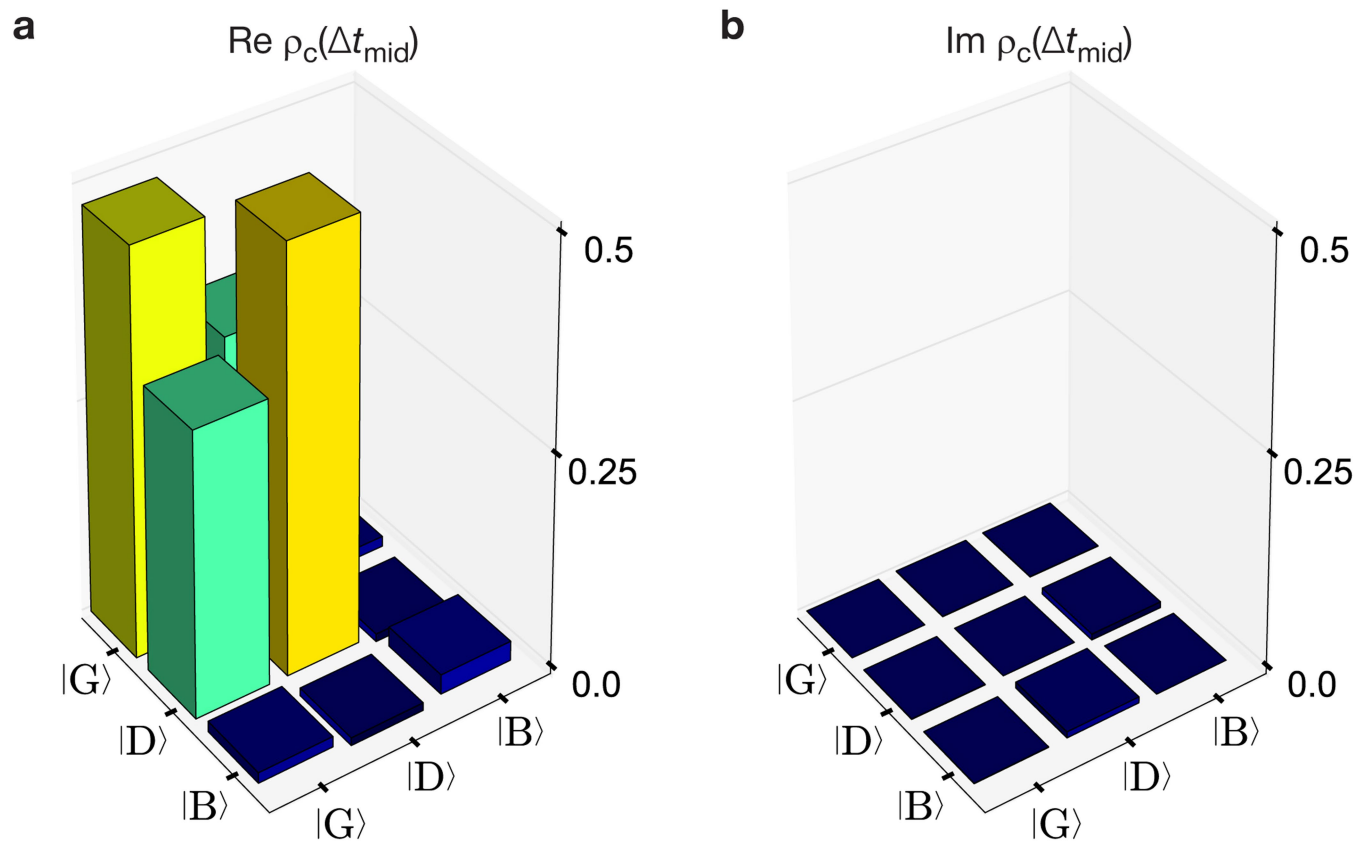 a
Re ρc(Δtmid)
0.5
0.25
0.0
|G⟩
|D⟩
|B⟩
|G⟩
|D⟩
|B⟩
b
Im ρc(Δtmid)
0.5
0.25
0.0
|G⟩
|D⟩
|B⟩
|G⟩
|D⟩
|B⟩